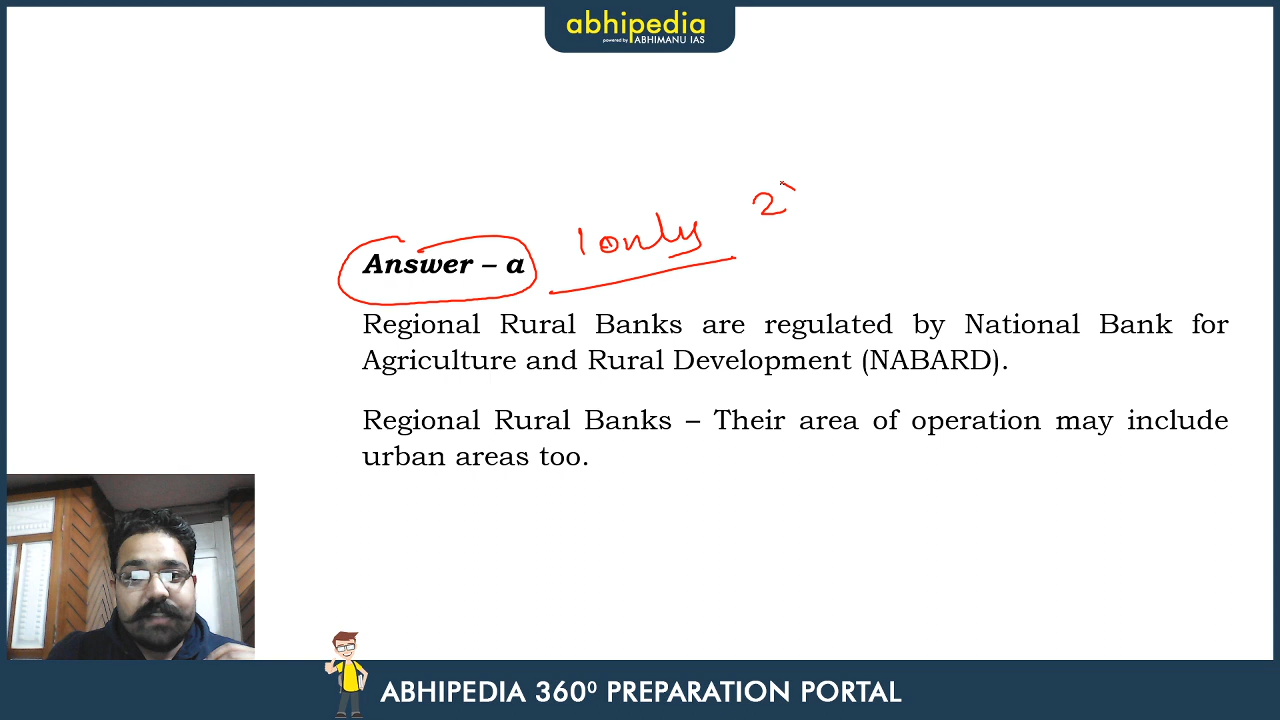 abhipedia
powered by ABHIMANU IAS
2
1 only
Answer – a
Regional Rural Banks are regulated by National Bank for
Agriculture and Rural Development (NABARD).
Regional Rural Banks – Their area of operation may include
urban areas too.
ABHIPEDIA 360⁰ PREPARATION PORTAL